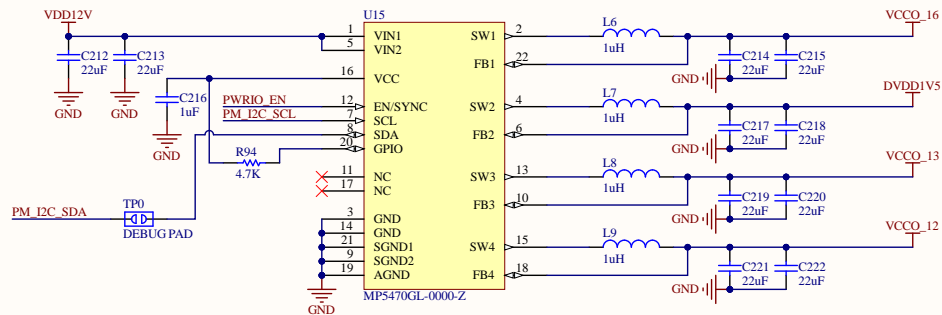 VDD12V
U15
VCCO_16
1
VIN1
SW1
2
L6
1uH
5
VIN2
C212
22uF
C213
22uF
FB1
22
C214
22uF
C215
22uF
GND
GND
GND
16
VCC
C216
1uF
GND
PWRIO_EN
12
EN/SYNC
SW2
4
L7
1uH
DVDD1V5
PM_I2C_SCL
7
SCL
8
SDA
FB2
6
C217
22uF
C218
22uF
GND
20
GPIO
R94
4.7K
11
NC
SW3
13
L8
1uH
VCCO_13
17
NC
FB3
10
C219
22uF
C220
22uF
GND
PM_I2C_SDA
TP0
DEBUG PAD
3
GND
14
GND
21
SGND1
SW4
15
L9
1uH
VCCO_12
9
SGND2
19
AGND
FB4
18
C221
22uF
C222
22uF
GND
GND
MP5470GL-0000-Z